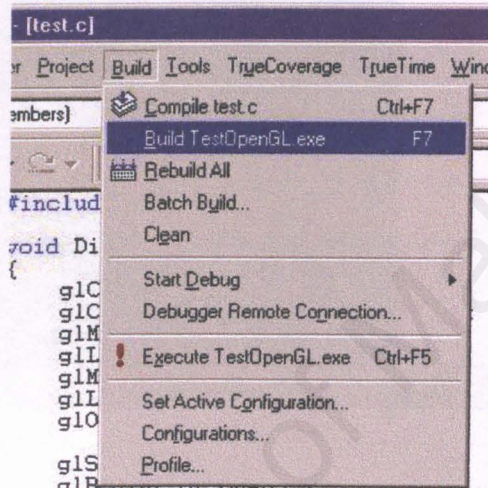 - [test.c]
er Project Build Tools TrueCoverage TrueTime Wind
embers)
Compile test.c Ctrl+F7
Build TestOpenGL.exe F7
Rebuild All
Batch Build...
Clean
Start Debug
Debugger Remote Connection...
Execute TestOpenGL.exe Ctrl+F5
Set Active Configuration...
Configurations...
Profile...
#includ
void Di
{
glC
glC
glM
glL
glM
glL
glO
glS